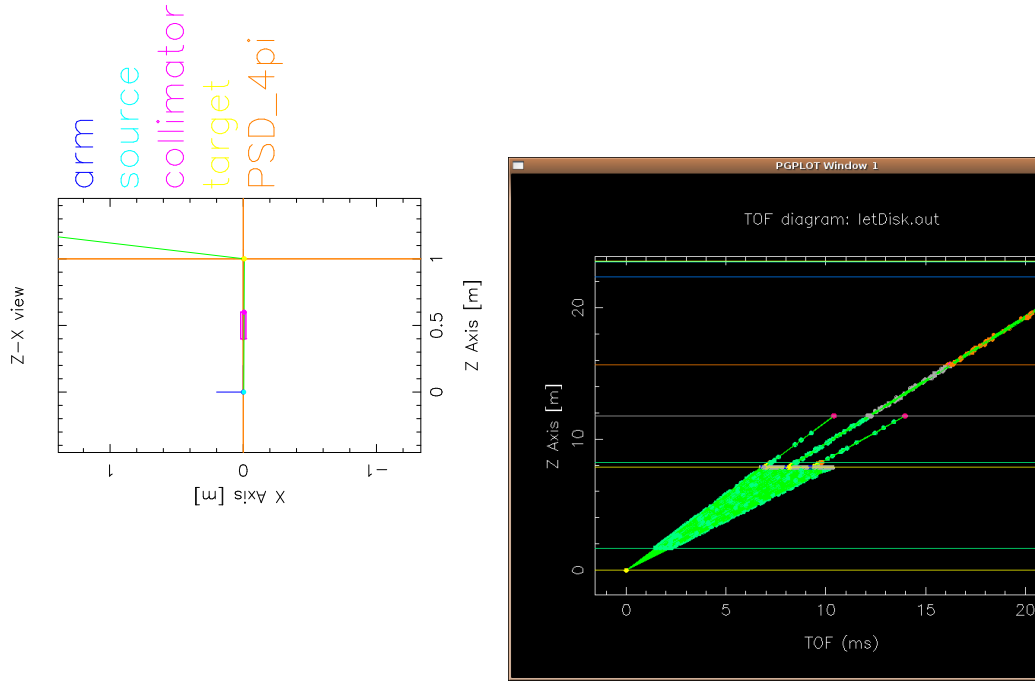 Z-X view
arm
source
collimator
target
PSD_4pi
1
0.5
0
Z Axis [m]
1
0
-1
X Axis [m]
PGPLOT Window 1
TOF diagram: letDisk.out
20
10
0
Z Axis [m]
0 5 10 15 20
TOF (ms)